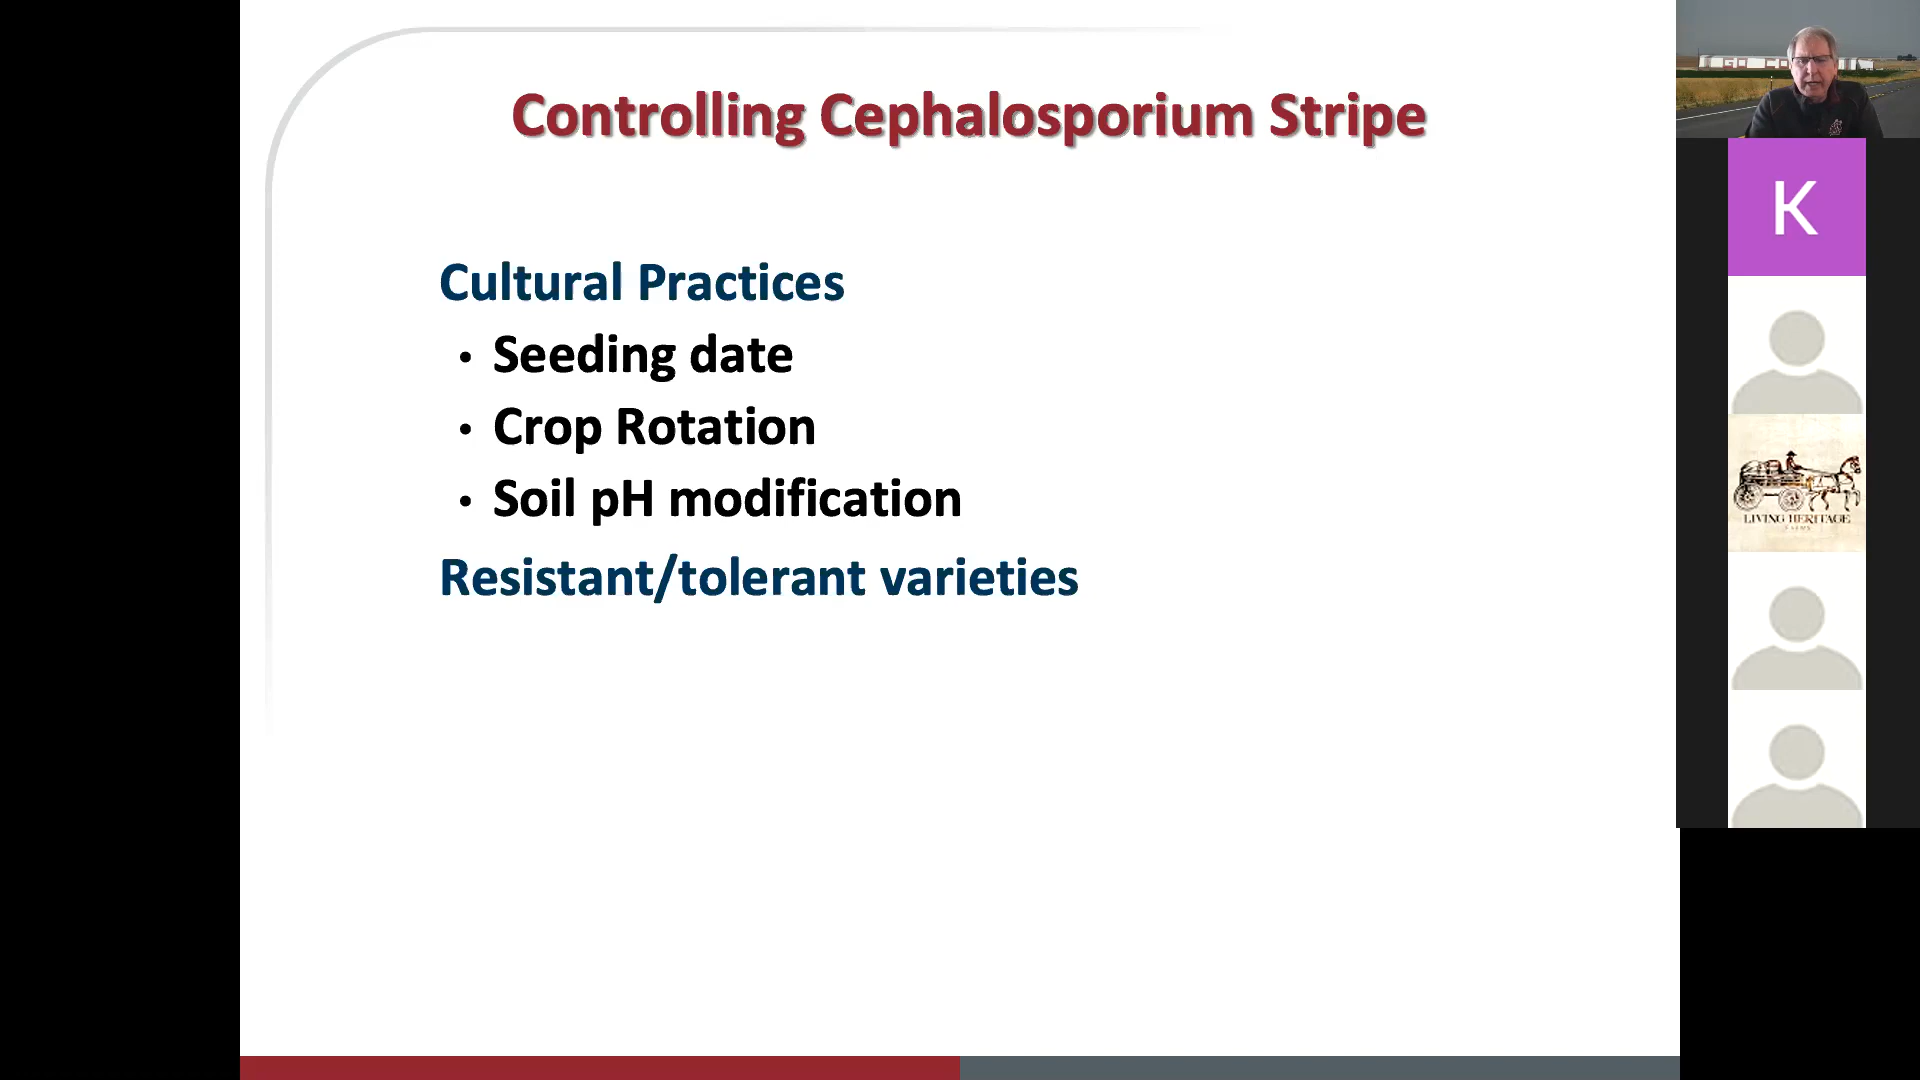 Controlling Cephalosporium Stripe
Cultural Practices
• Seeding date
• Crop Rotation
• Soil pH modification
Resistant/tolerant varieties
K
LIVING HERITAGE